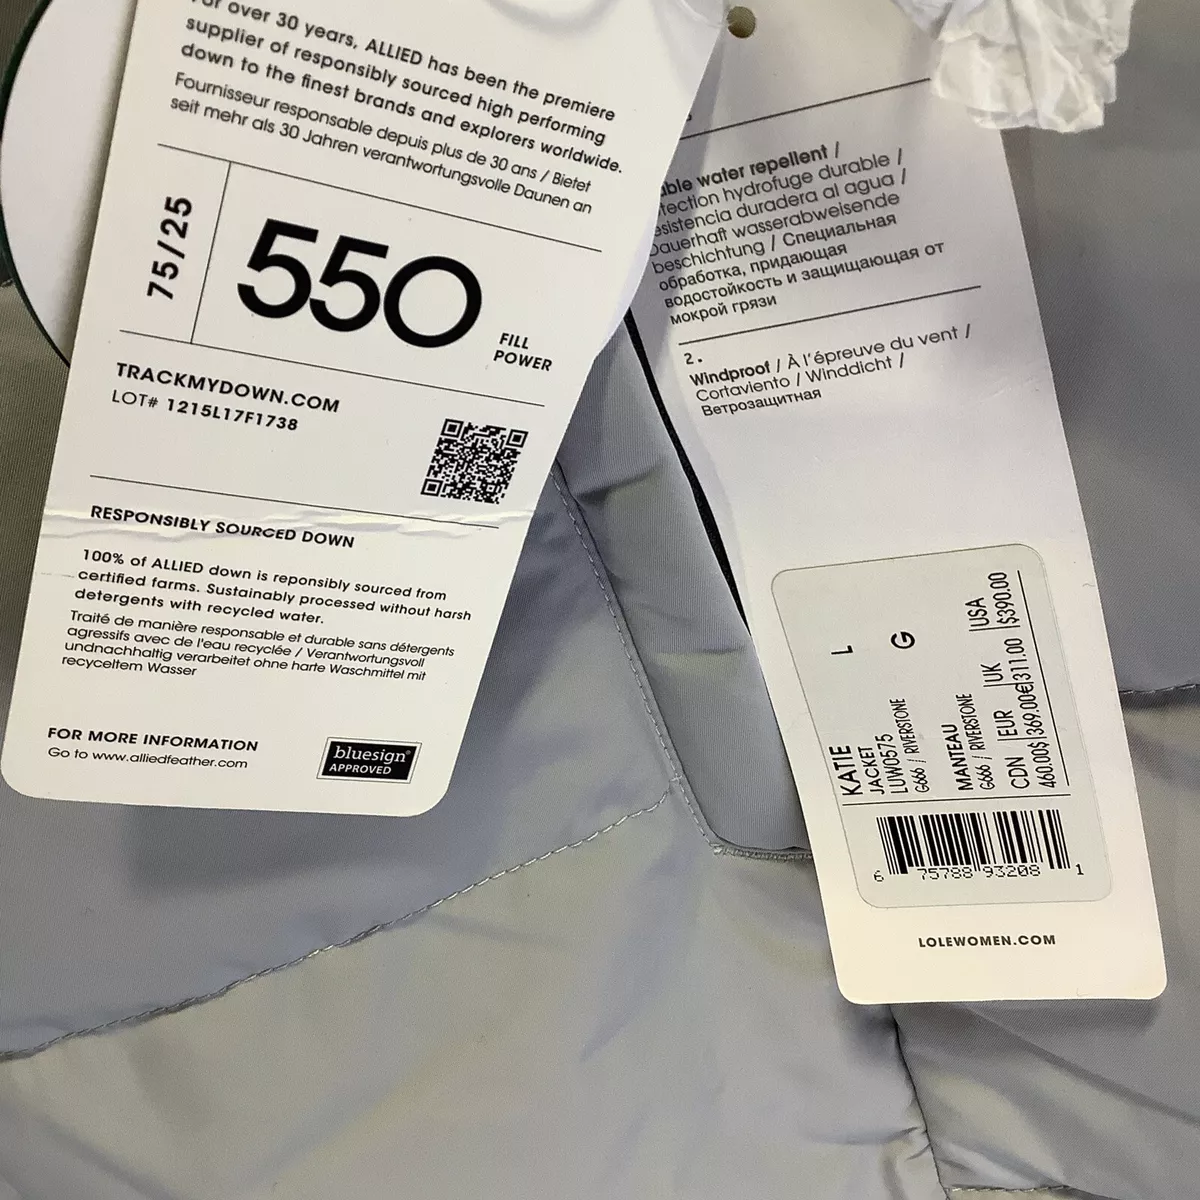 For over 30 years, ALLIED has been the premiere
supplier of responsibly sourced high performing
down to the finest brands and explorers worldwide.
Fournisseur responsable depuis plus de 30 ans / Bietet
seit mehr als 30 Jahren verantwortungsvolle Daunen an
75/25
550
FILL
POWER
TRACKMYDOWN.COM
LOT# 1215L17F1738
RESPONSIBLY SOURCED DOWN
100% of ALLIED down is reponsibly sourced from
certified farms. Sustainably processed without harsh
detergents with recycled water.
Traité de manière responsable et durable sans détergents
agressifs avec de l'eau recyclée / Verantwortungsvoll
undnachhaltig verarbeitet ohne harte Waschmittel mit
recyceltem Wasser
FOR MORE INFORMATION
Go to www.alliedfeather.com
bluesign®
APPROVED
able water repellent /
tection hydrofuge durable /
esistencia duradera al agua /
Dauerhaft wasserabweisende
beschichtung / Специальная
обработка, придающая
водостойкость и защищающая от
мокрой грязи
2.
Windproof / À l'épreuve du vent /
Cortaviento / Winddicht /
Ветрозащитная
KATIE L
JACKET
LUW0575 G
G666 / RIVERSTONE
MANTEAU
G666 / RIVERSTONE
CDN EUR UK USA
460.00$ 369.00€ 311.00 $390.00
6 75788 93208 1
LOLEWOMEN.COM